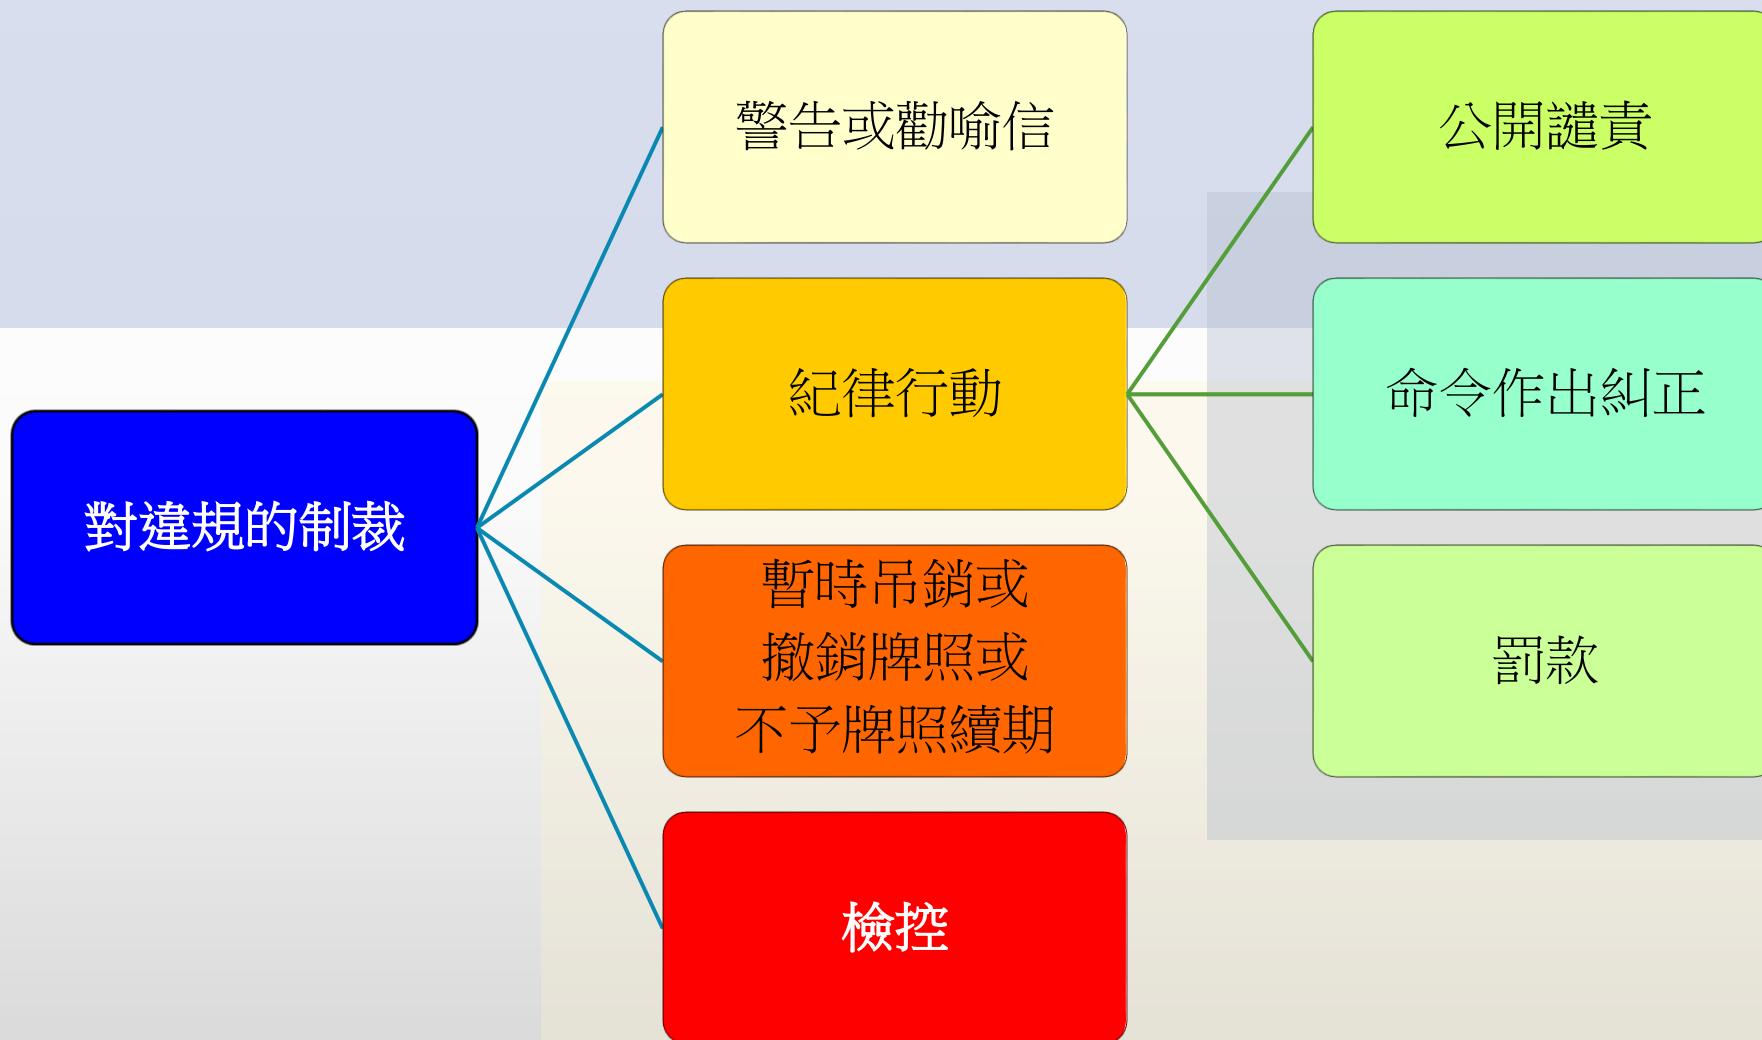 對違規的制裁
警告或勸喻信
紀律行動
暫時吊銷或
撤銷牌照或
不予牌照續期
檢控
公開譴責
命令作出糾正
罰款